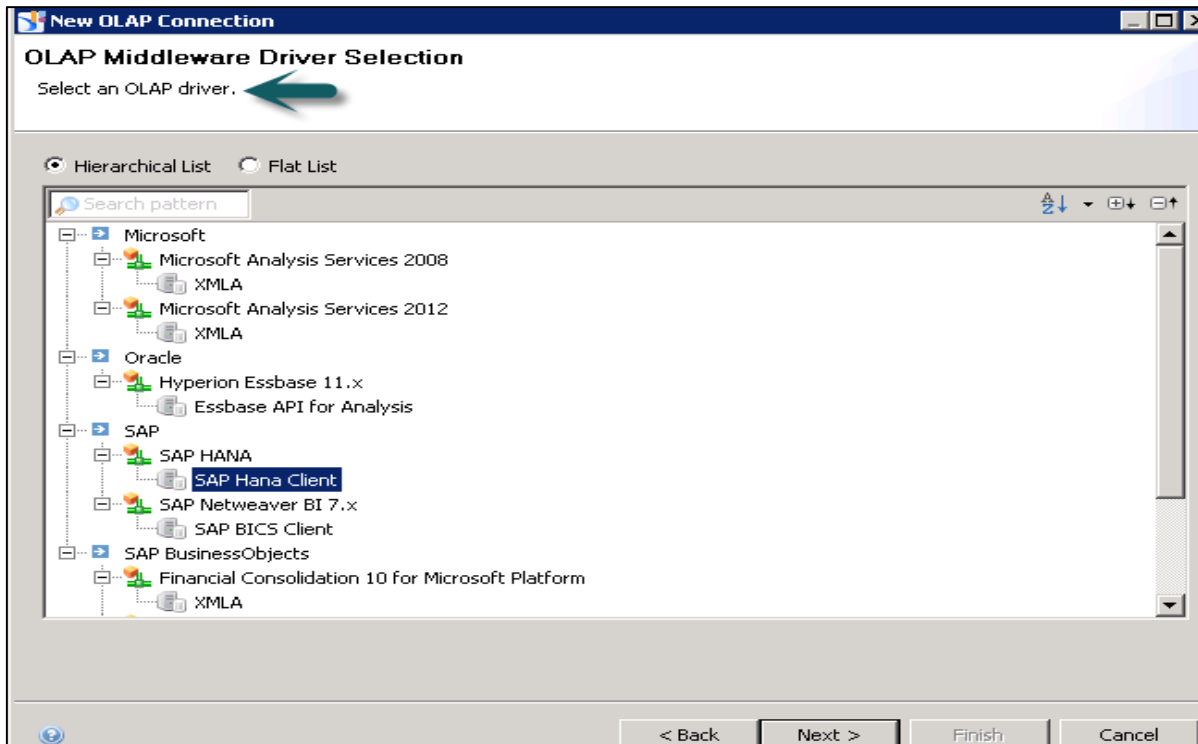 New OLAP Connection
OLAP Middleware Driver Selection
Select an OLAP driver.
Hierarchical List Flat List
Search pattern
Microsoft
Microsoft Analysis Services 2008
XMLA
Microsoft Analysis Services 2012
XMLA
Oracle
Hyperion Essbase 11.x
Essbase API for Analysis
SAP
SAP HANA
SAP Hana Client
SAP Netweaver BI 7.x
SAP BICS Client
SAP BusinessObjects
Financial Consolidation 10 for Microsoft Platform
XMLA
< Back Next > Finish Cancel